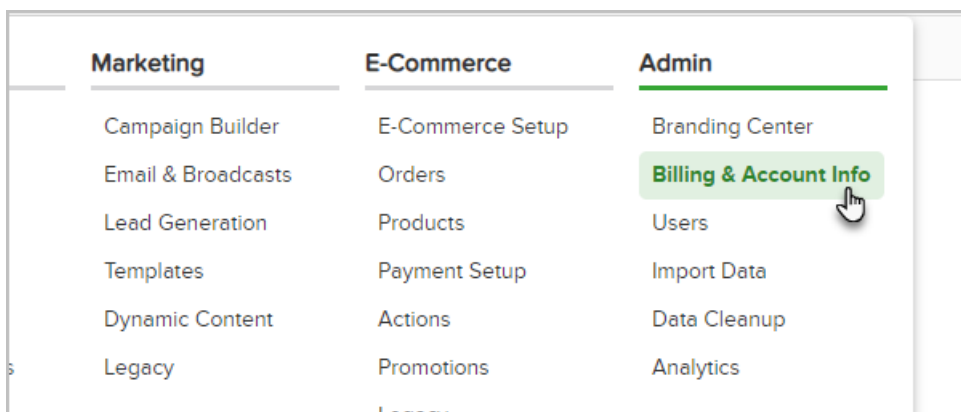 Marketing
Campaign Builder
Email & Broadcasts
Lead Generation
Templates
Dynamic Content
Legacy
E-Commerce
E-Commerce Setup
Orders
Products
Payment Setup
Actions
Promotions
Admin
Branding Center
Billing & Account Info
Users
Import Data
Data Cleanup
Analytics